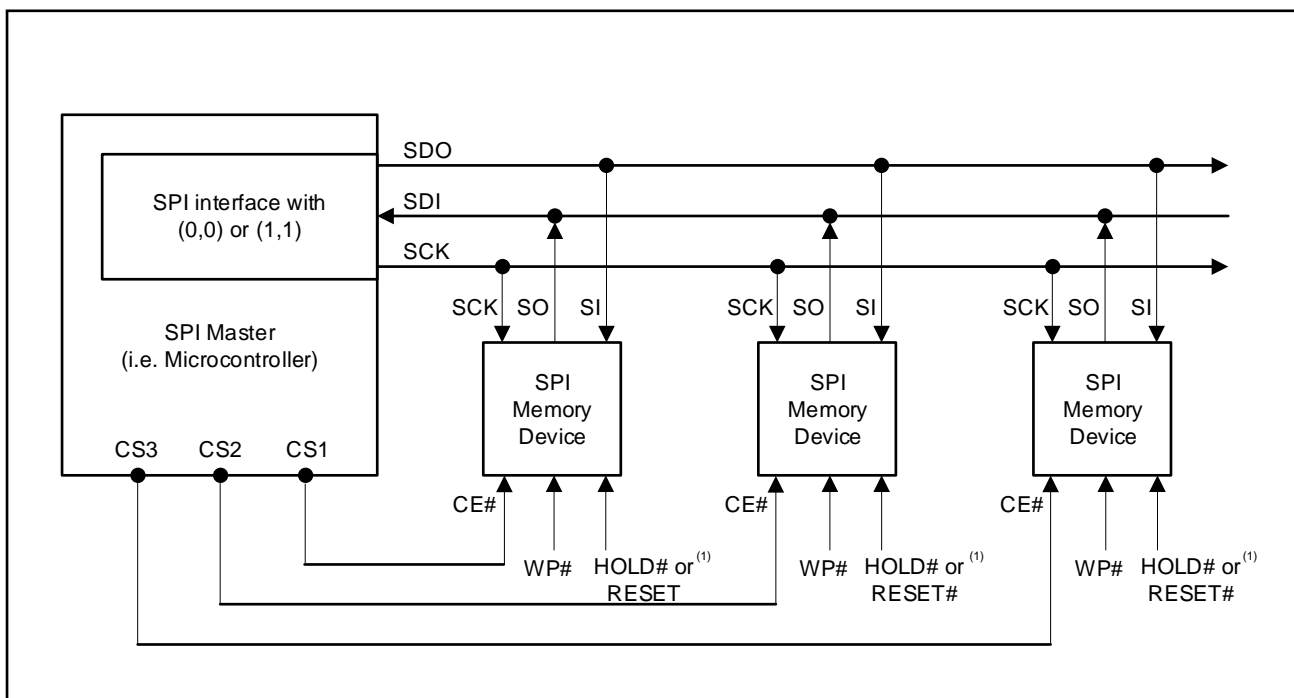 SDO
SPI interface with
(0,0) or (1,1)
SDI
SCK
SPI Master
(i.e. Microcontroller)
CS3 CS2 CS1
SCK SO SI
SPI
Memory
Device
CE#
WP#
HOLD# or (1)
RESET
SCK SO SI
SPI
Memory
Device
CE#
WP#
HOLD# or (1)
RESET#
SCK SO SI
SPI
Memory
Device
CE#
WP#
HOLD# or (1)
RESET#